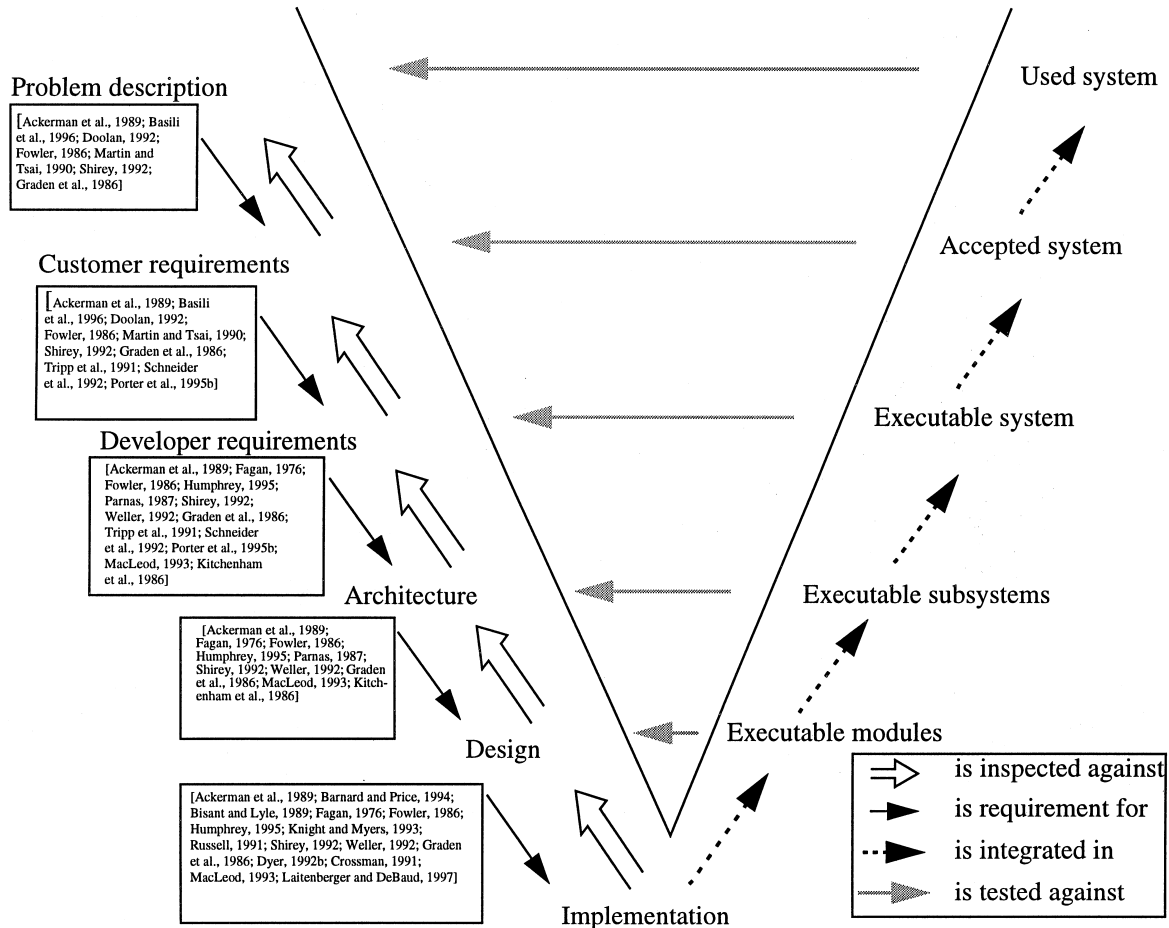 Used system
Problem description
[Ackerman et al., 1989; Basili
et al., 1996; Doolan, 1992;
Fowler, 1986; Martin and
Tsai, 1990; Shirey, 1992;
Graden et al., 1986]
Accepted system
Customer requirements
[Ackerman et al., 1989; Basili
et al., 1996; Doolan, 1992;
Fowler, 1986; Martin and Tsai, 1990;
Shirey, 1992; Graden et al., 1986;
Tripp et al., 1991; Schneider
et al., 1992; Porter et al., 1995b]
Executable system
Developer requirements
[Ackerman et al., 1989; Fagan, 1976;
Fowler, 1986; Humphrey, 1995;
Parnas, 1987; Shirey, 1992;
Weller, 1992; Graden et al., 1986;
Tripp et al., 1991; Schneider
et al., 1992; Porter et al., 1995b;
MacLeod, 1993; Kitchenham
et al., 1986]
Architecture
Executable subsystems
[Ackerman et al., 1989;
Fagan, 1976; Fowler, 1986;
Humphrey, 1995; Parnas, 1987;
Shirey, 1992; Weller, 1992; Graden
et al., 1986; MacLeod, 1993; Kitch-
enham et al., 1986]
Executable modules
Design
[Ackerman et al., 1989; Barnard and Price, 1994;
Bisant and Lyle, 1989; Fagan, 1976; Fowler, 1986;
Humphrey, 1995; Knight and Myers, 1993;
Russell, 1991; Shirey, 1992; Weller, 1992; Graden
et al., 1986; Dyer, 1992b; Crossman, 1991;
MacLeod, 1993; Laitenberger and DeBaud, 1997]
Implementation
is inspected against
is requirement for
is integrated in
is tested against